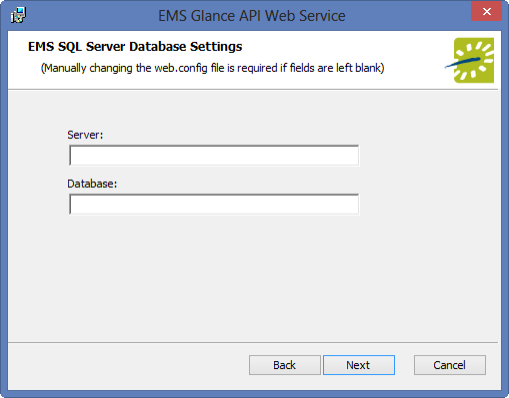 EMS Glance API Web Service
EMS SQL Server Database Settings
(Manually changing the web.config file is required if fields are left blank)
Server:
Database:
Back Next Cancel